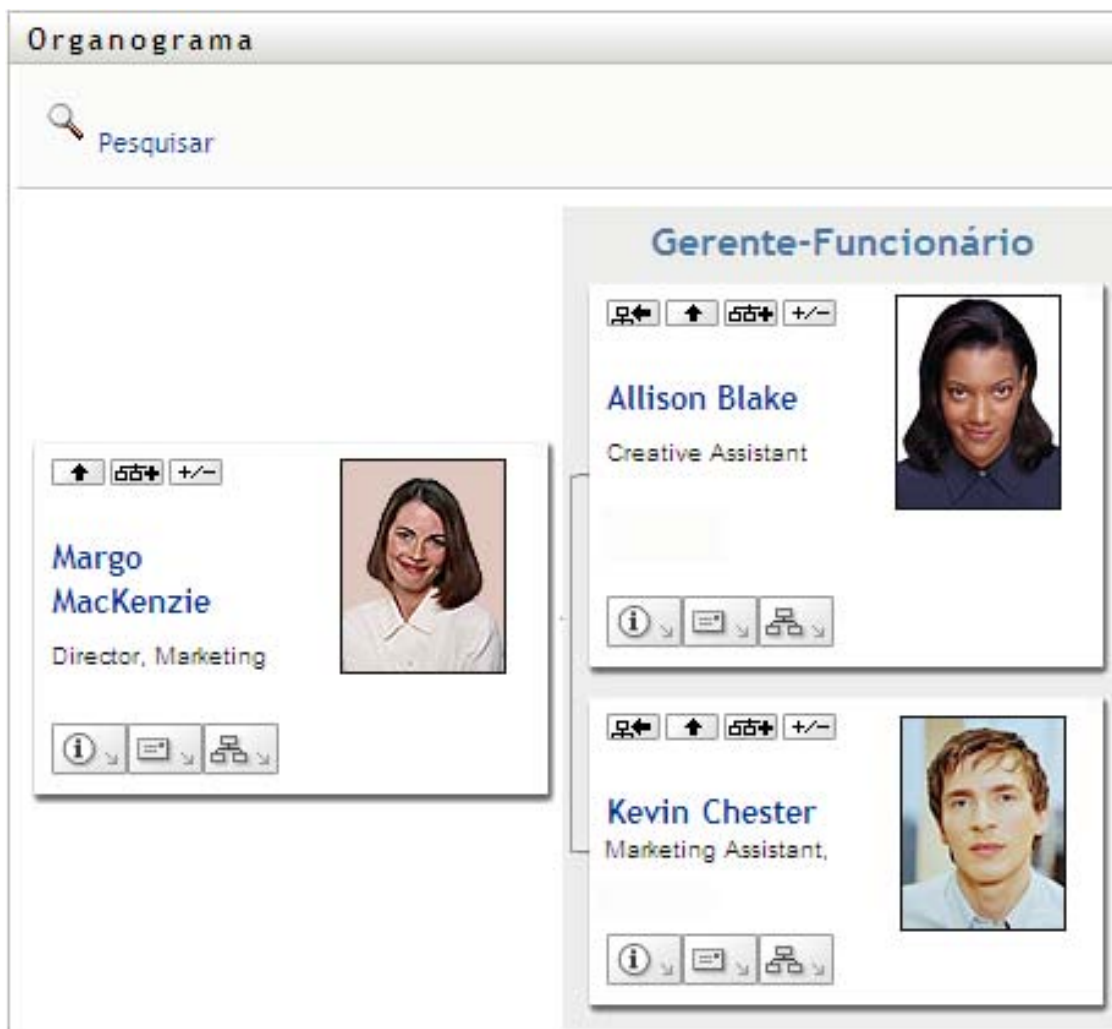 Organograma
Pesquisar
Gerente-Funcionário
+/-
Allison Blake
Creative Assistant
+/-
Margo
MacKenzie
Director, Marketing
+/-
Kevin Chester
Marketing Assistant,